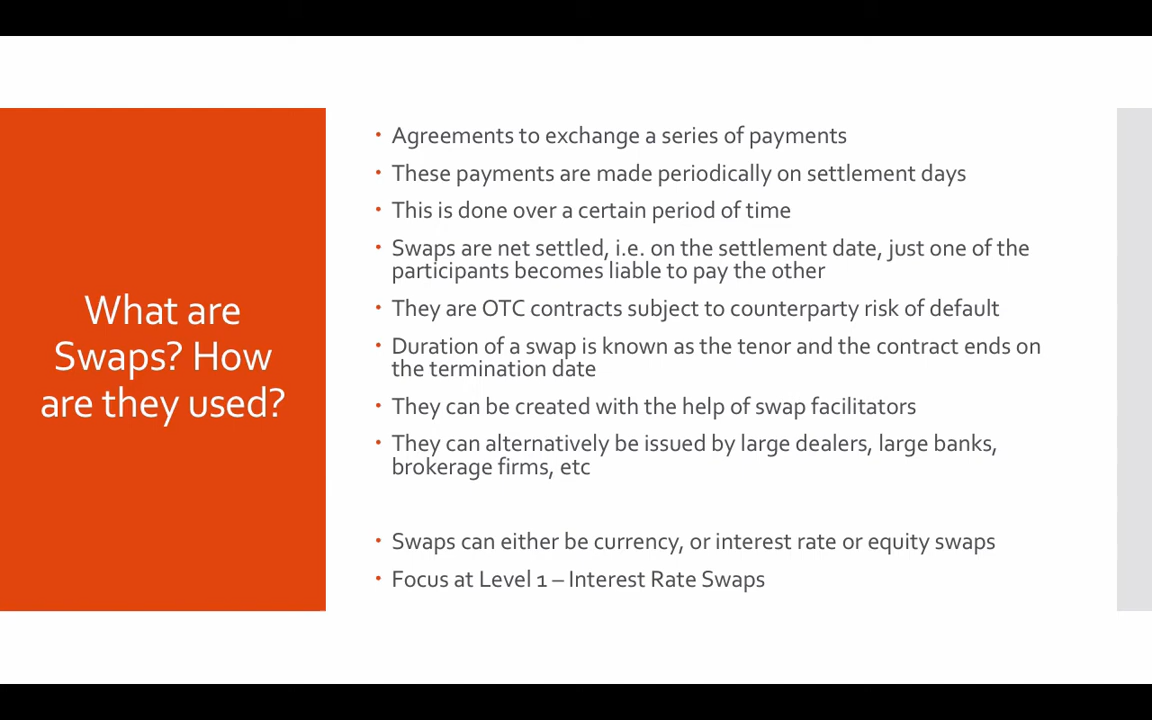 What are
Swaps? How
are they used?
• Agreements to exchange a series of payments
• These payments are made periodically on settlement days
• This is done over a certain period of time
• Swaps are net settled, i.e. on the settlement date, just one of the
participants becomes liable to pay the other
• They are OTC contracts subject to counterparty risk of default
• Duration of a swap is known as the tenor and the contract ends on
the termination date
• They can be created with the help of swap facilitators
• They can alternatively be issued by large dealers, large banks,
brokerage firms, etc
• Swaps can either be currency, or interest rate or equity swaps
• Focus at Level 1 – Interest Rate Swaps